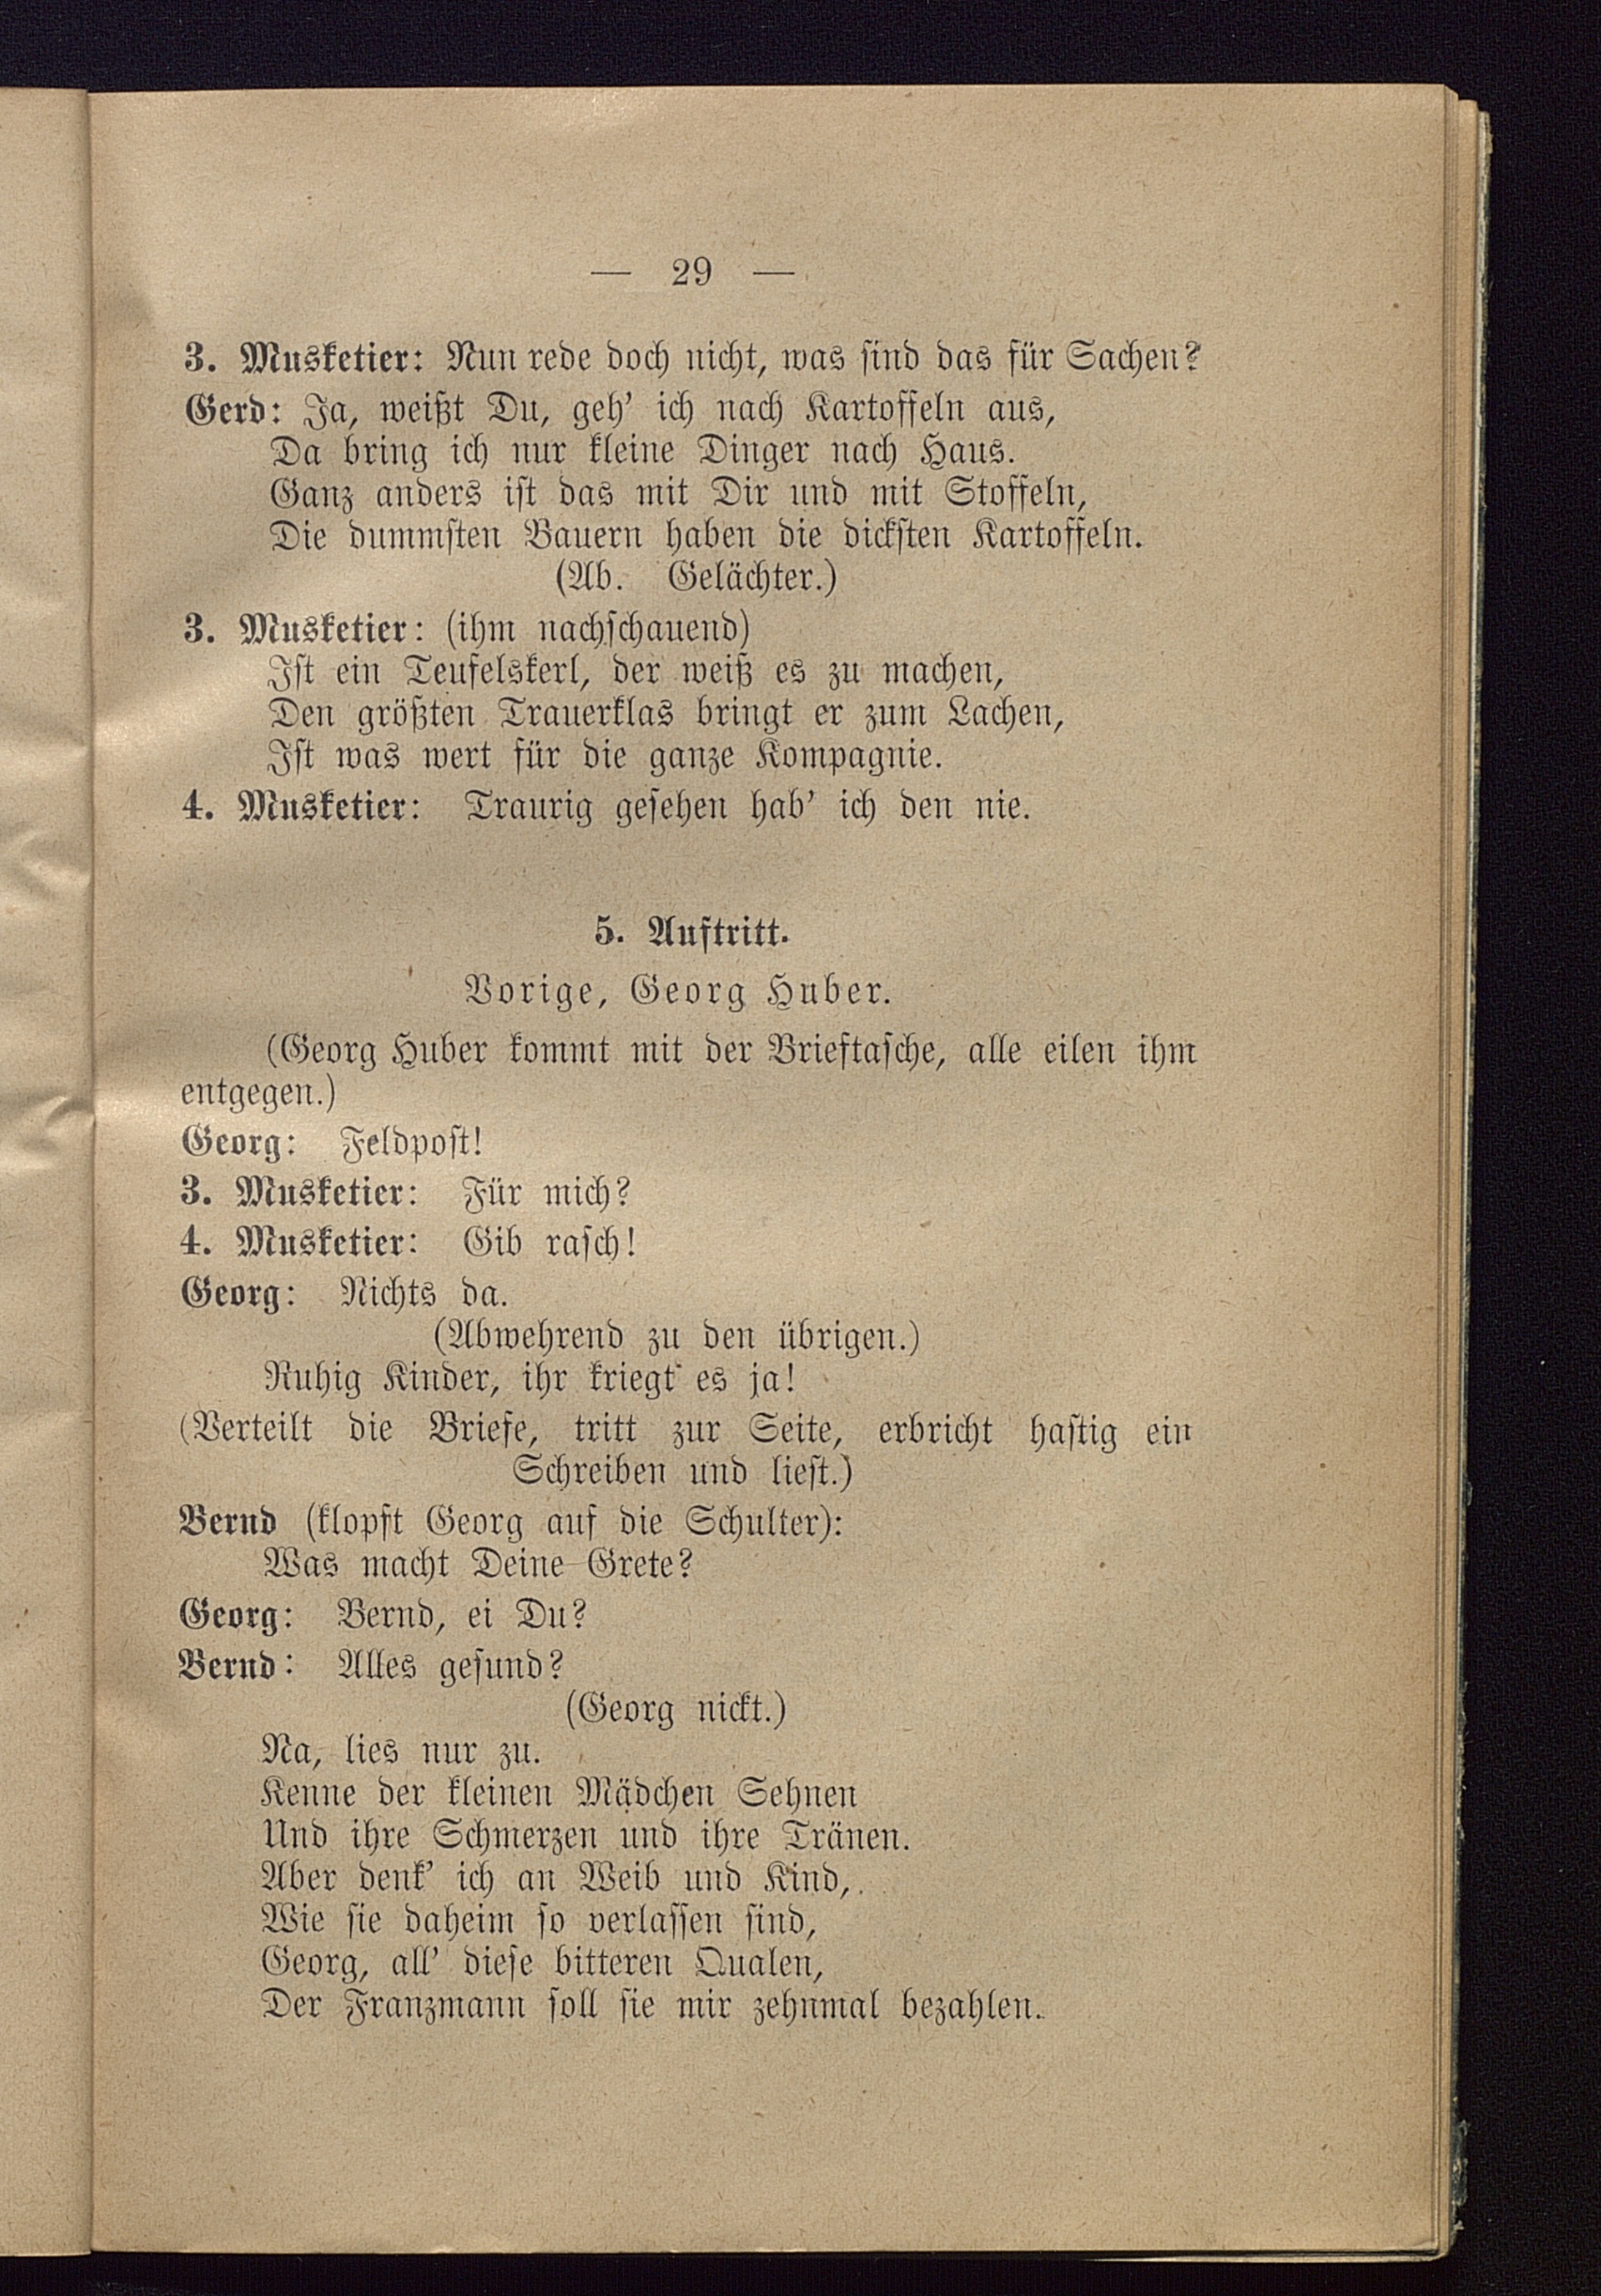 — 29 —
3. Musketier: Nun rede doch nicht, was sind das für Sachen?
Gerd: Ja, weißt Du, geh' ich nach Kartoffeln aus,
Da bring ich nur kleine Dinger nach Haus.
Ganz anders ist das mit Dir und mit Stoffeln,
Die dummsten Bauern haben die dicksten Kartoffeln.
(Ab. Gelächter.)
3. Musketier: (ihm nachschauend)
Ist ein Teufelskerl, der weiß es zu machen,
Den größten Trauerklas bringt er zum Lachen,
Ist was wert für die ganze Kompagnie.
4. Musketier: Traurig gesehen hab' ich den nie.
5. Auftritt.
Vorige, Georg Huber.
(Georg Huber kommt mit der Brieftasche, alle eilen ihm
entgegen.)
Georg: Feldpost!
3. Musketier: Für mich?
4. Musketier: Gib rasch!
Georg: Nichts da.
(Abwehrend zu den übrigen.)
Ruhig Kinder, ihr kriegt es ja!
(Verteilt die Briefe, tritt zur Seite, erbricht hastig ein
Schreiben und liest.)
Bernd (klopft Georg auf die Schulter):
Was macht Deine Grete?
Georg: Bernd, ei Du?
Bernd: Alles gesund?
(Georg nickt.)
Na, lies nur zu.
Kenne der kleinen Mädchen Sehnen
Und ihre Schmerzen und ihre Tränen.
Aber denk' ich an Weib und Kind,
Wie sie daheim so verlassen sind,
Georg, all' diese bitteren Qualen,
Der Franzmann soll sie mir zehnmal bezahlen.